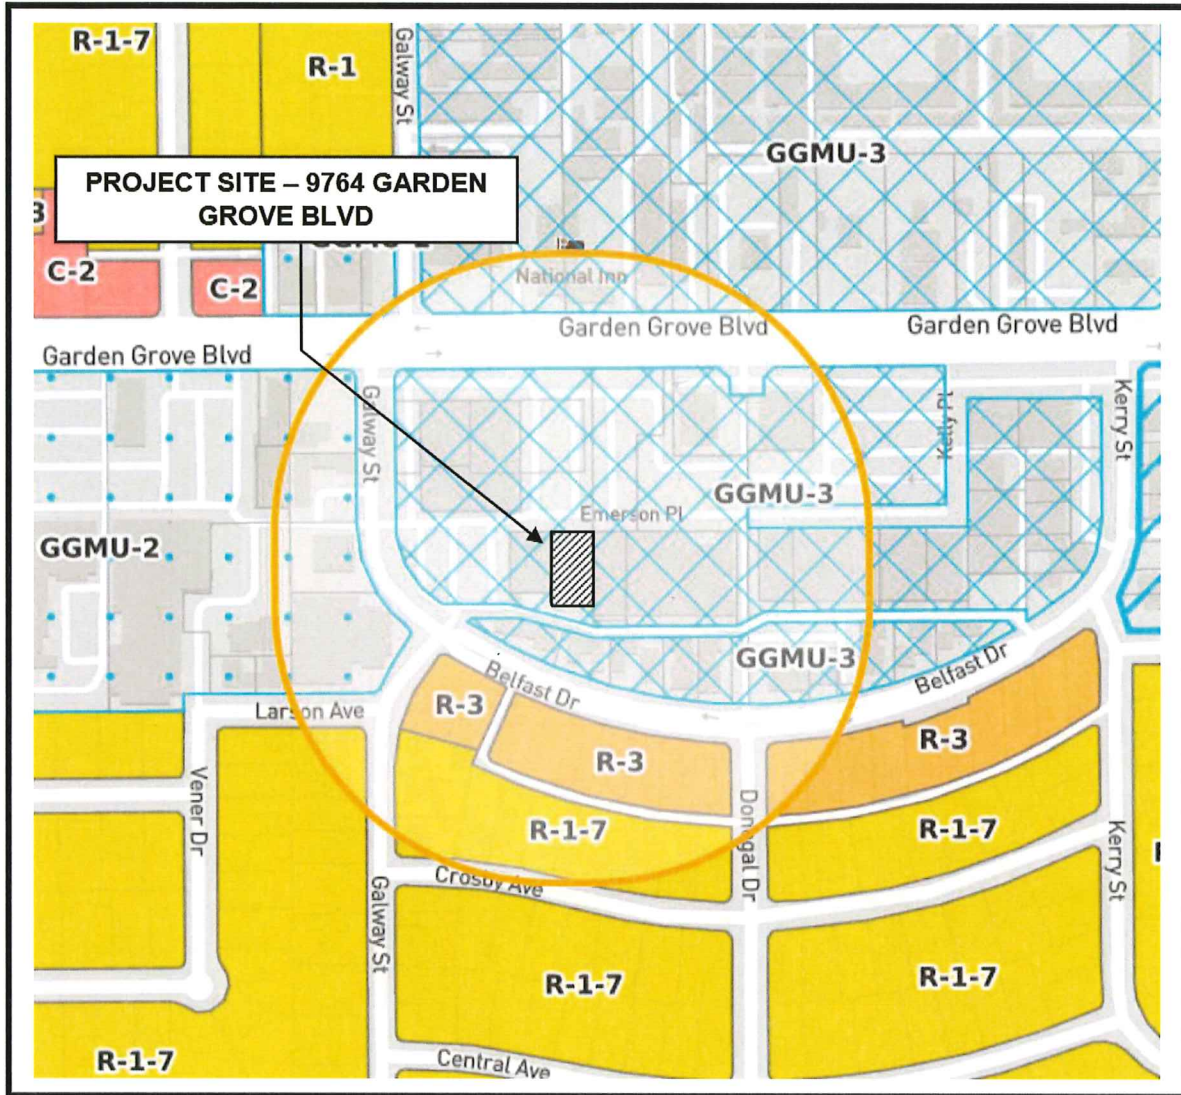 R-1-7
R-1
Galway St
GGMU-3
PROJECT SITE – 9764 GARDEN
GROVE BLVD
C-2
C-2
National Inn
Garden Grove Blvd
Garden Grove Blvd
Garden Grove Blvd
Galway St
Kerry St
GGMU-3
Emerson Pl
GGMU-2
GGMU-3
Belfast Dr
Belfast Dr
Larson Ave
R-3
R-3
R-3
Vener Dr
Donegal Dr
R-1-7
R-1-7
Kerry St
Crosby Ave
Galway St
R-1-7
R-1-7
R-1-7
Central Ave